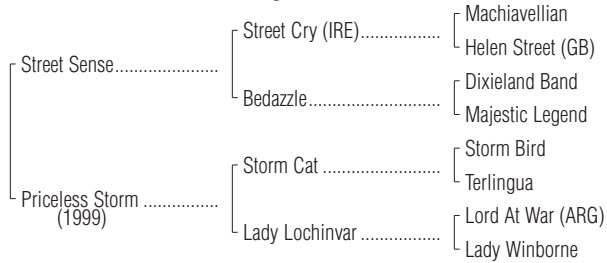 Machiavellian
Street Cry (IRE)..................
Helen Street (GB)
Street Sense.......................
Dixieland Band
Bedazzle..............................
Majestic Legend
Storm Bird
Storm Cat ..........................
Terlingua
Priceless Storm .................
(1999)
Lord At War (ARG)
Lady Lochinvar ..................
Lady Winborne